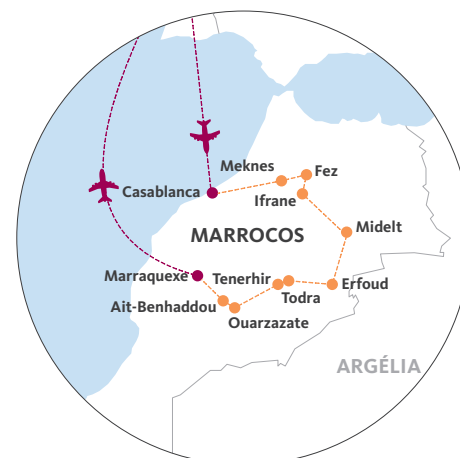 Meknes
Fez
Casablanca
Ifrane
MARROCOS
Midelt
Marraquexe
Tenerhir
Erfoud
Todra
Ait-Benhaddou
Ouarzazate
ARGÉLIA